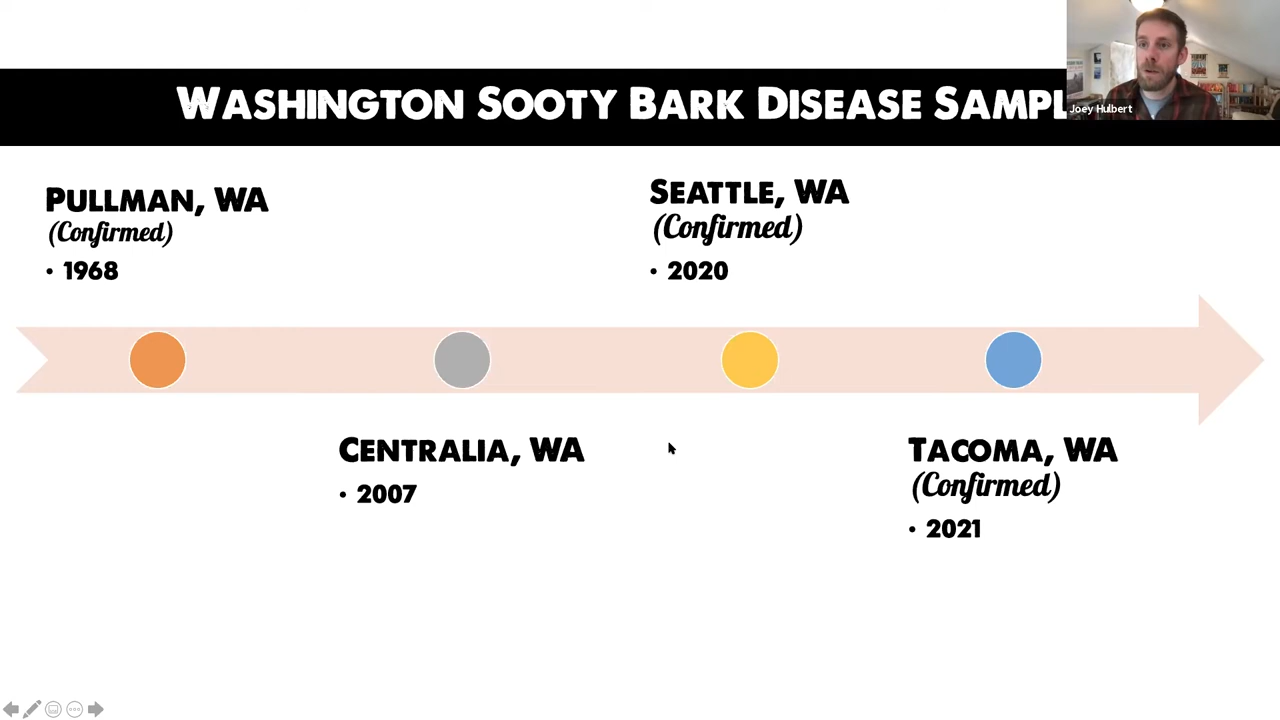 Washington Sooty Bark Disease Sampl
Joey Hulbert
Pullman, WA
(Confirmed)
• 1968
Seattle, WA
(Confirmed)
• 2020
Centralia, WA
• 2007
Tacoma, WA
(Confirmed)
• 2021